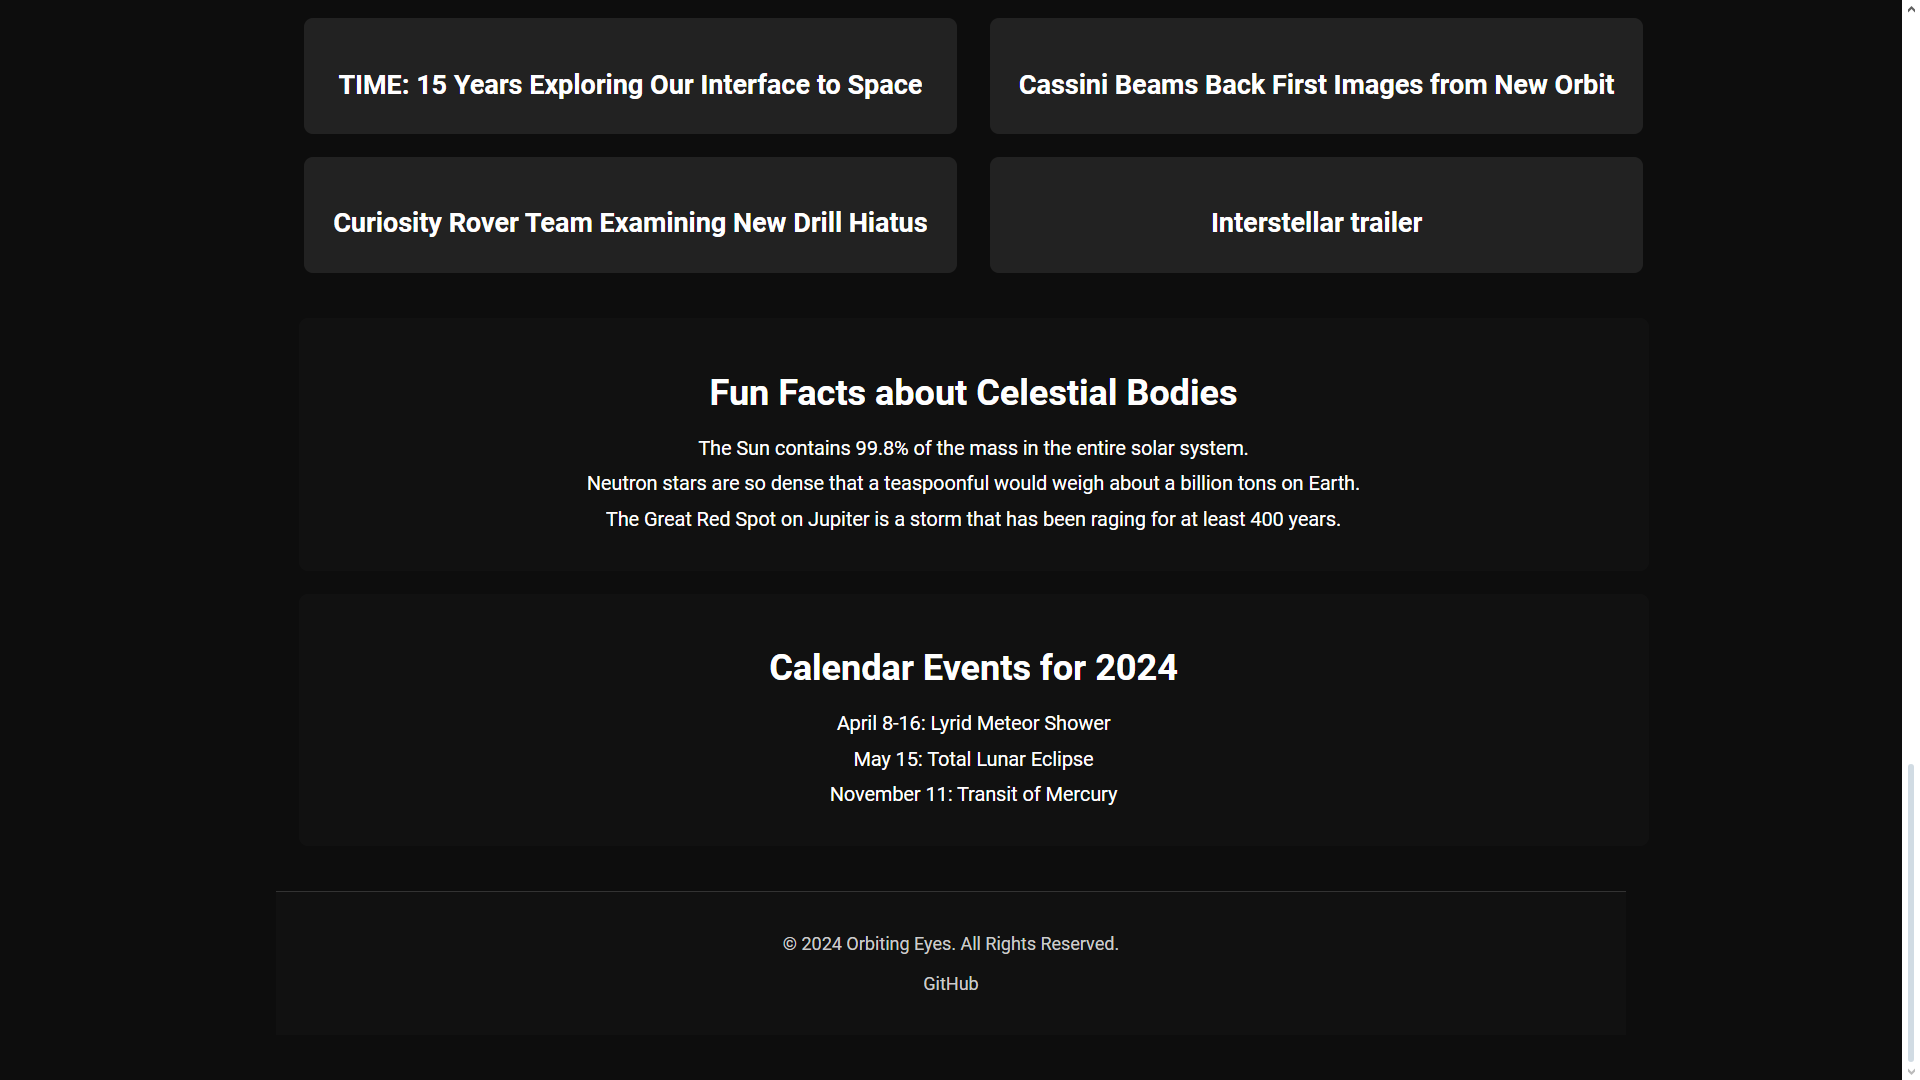 TIME: 15 Years Exploring Our Interface to Space
Cassini Beams Back First Images from New Orbit
Curiosity Rover Team Examining New Drill Hiatus
Interstellar trailer
Fun Facts about Celestial Bodies
The Sun contains 99.8% of the mass in the entire solar system.
Neutron stars are so dense that a teaspoonful would weigh about a billion tons on Earth.
The Great Red Spot on Jupiter is a storm that has been raging for at least 400 years.
Calendar Events for 2024
April 8-16: Lyrid Meteor Shower
May 15: Total Lunar Eclipse
November 11: Transit of Mercury
© 2024 Orbiting Eyes. All Rights Reserved.
GitHub